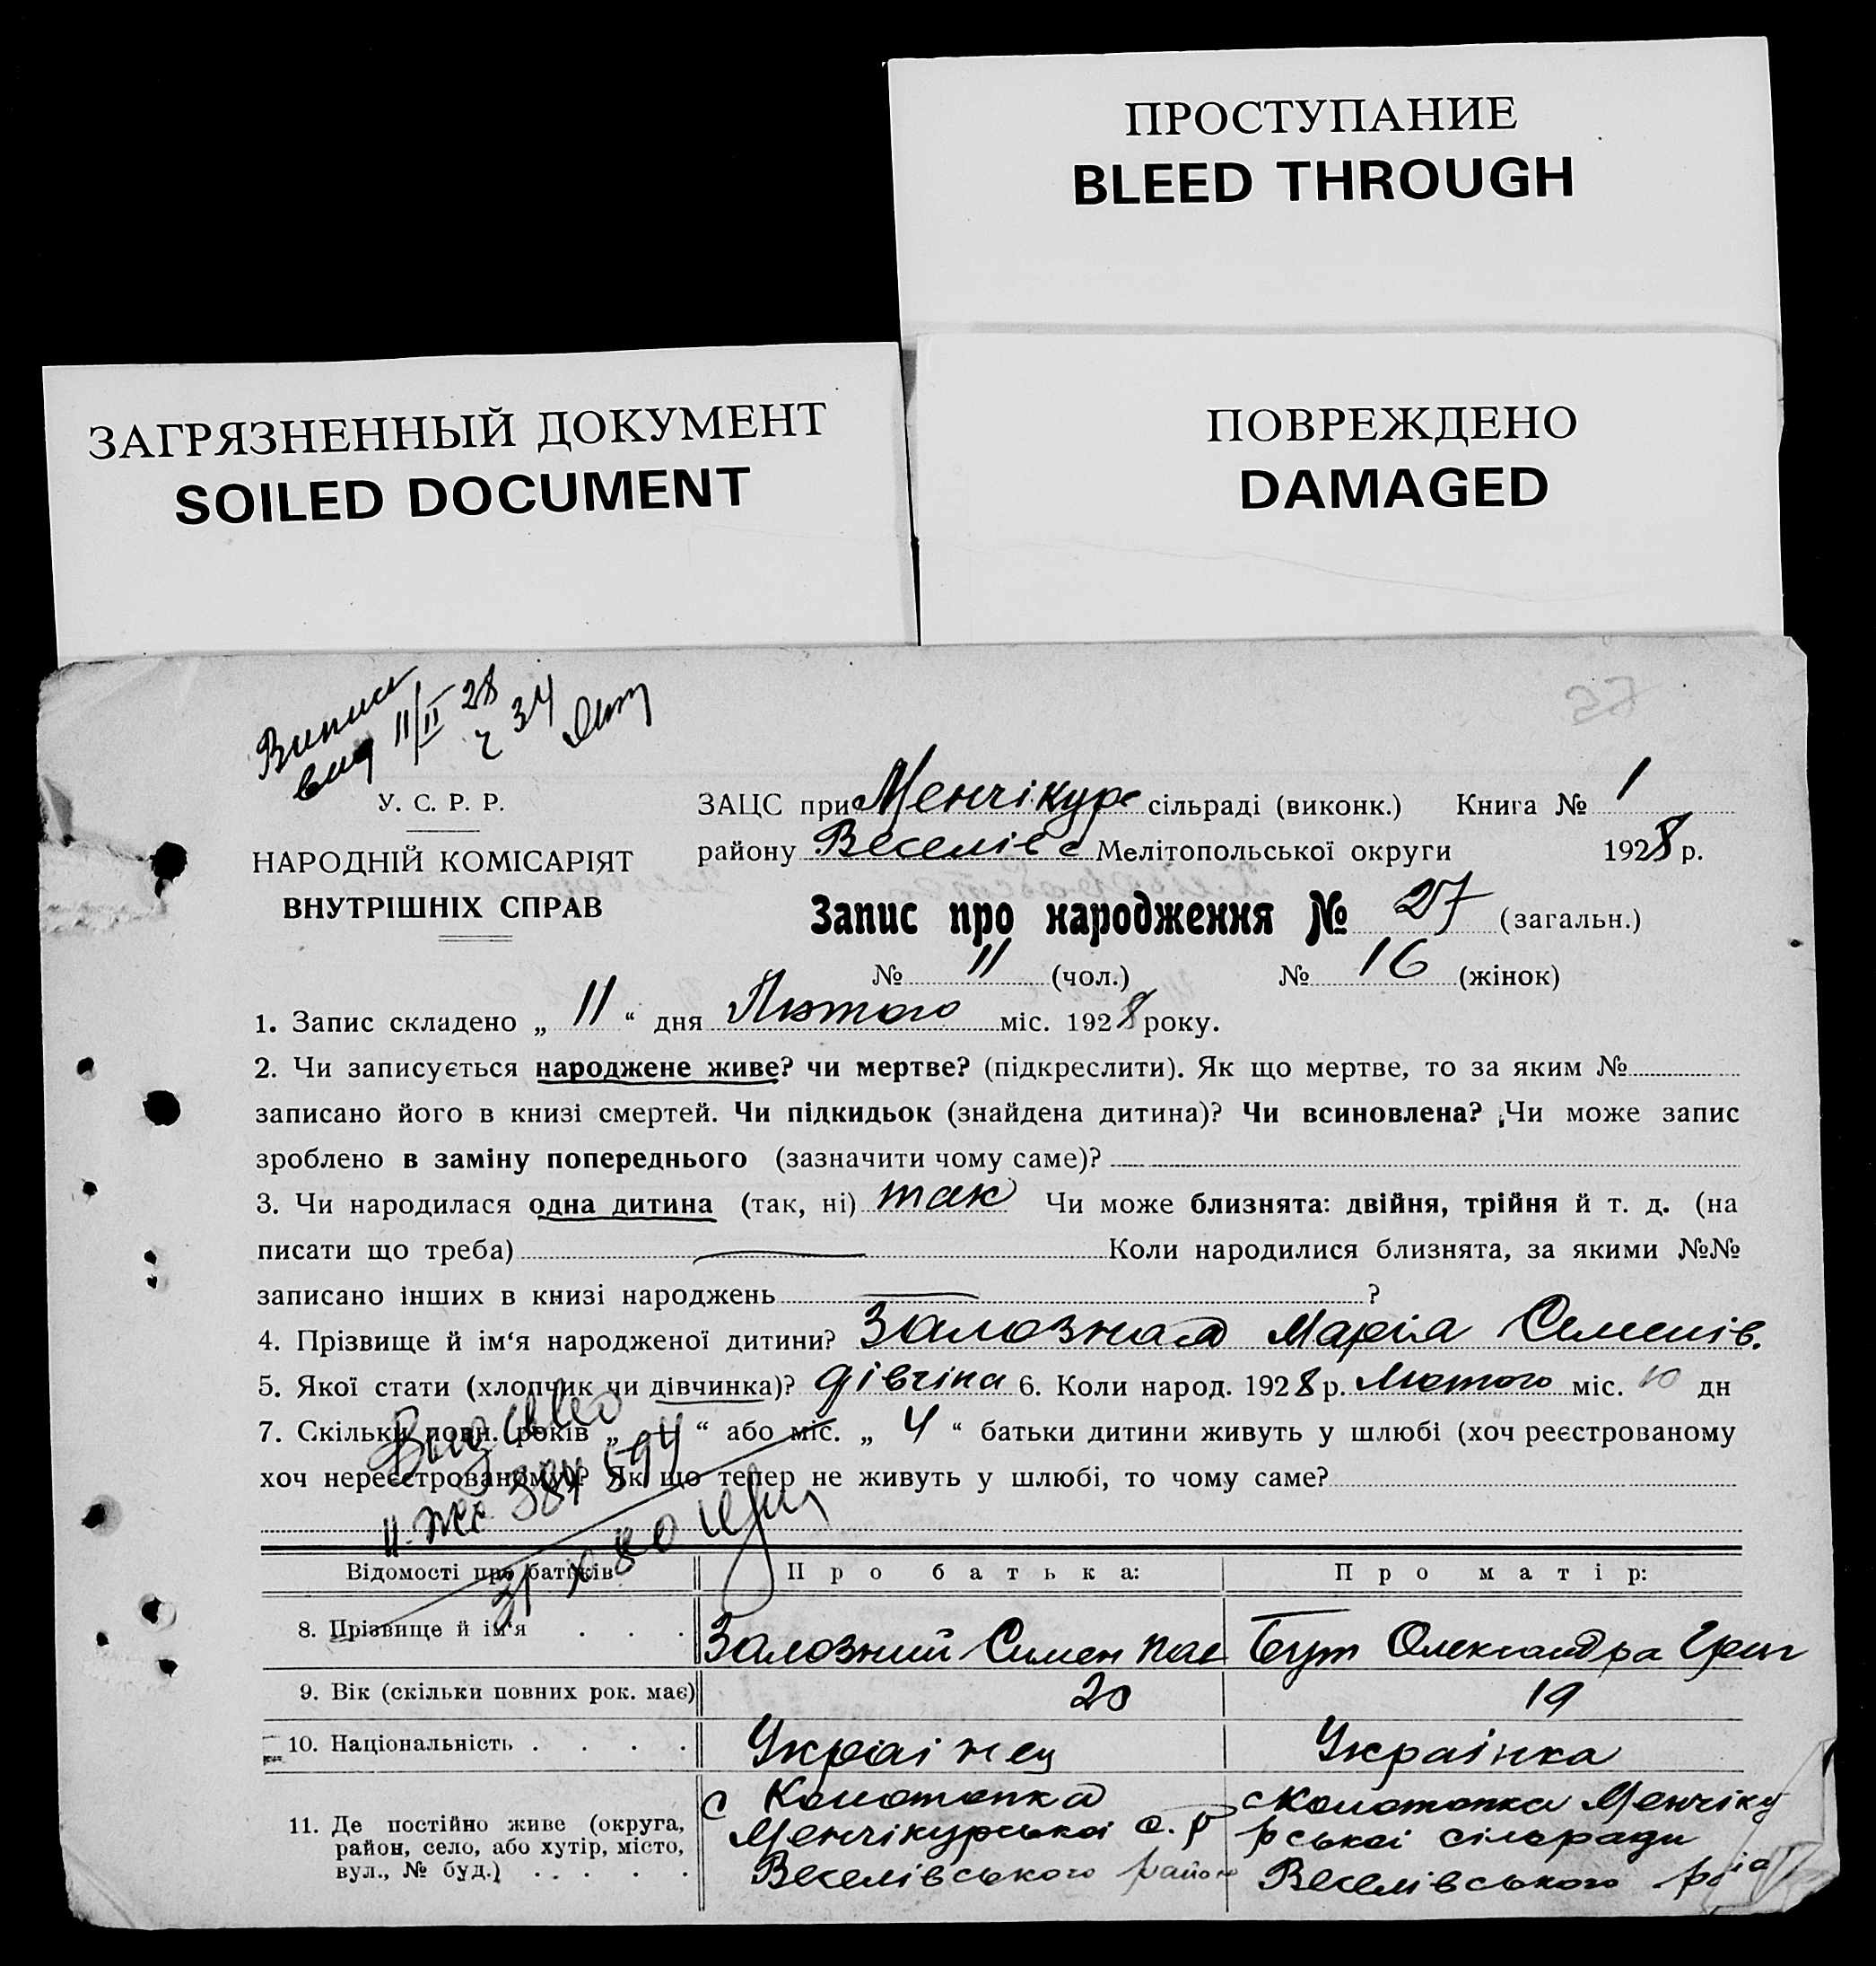 ПРОСТУПАНИЕ
BLEED THROUGH
ЗАГРЯЗНЕННЫЙ ДОКУМЕНТ
SOILED DOCUMENT
ПОВРЕЖДЕНО
DAMAGED
Випис
вид 11/II 28
ч 34
У. С. Р. Р.
НАРОДНІЙ КОМІСАРІЯТ
ВНУТРІШНІХ СПРАВ
ЗАЦС при Менчікурс сільраді (виконк.) Книга № 1
району Веселівс Мелітопольської округи 1928 р.
Запис про народження № 27 (загальн.)
№ 11 (чол.) № 16 (жінок)
1. Запис складено „ 11 “ дня Лютого міс. 1928 року.
2. Чи записується народжене живе? чи мертве? (підкреслити). Як що мертве, то за яким №
записано його в книзі смертей. Чи підкидьок (знайдена дитина)? Чи всиновлена? Чи може запис
зроблено в заміну попереднього (зазначити чому саме)?
3. Чи народилася одна дитина (так, ні) так Чи може близнята: двійня, трійня й т. д. (на
писати що треба) Коли народилися близнята, за якими №№
записано інших в книзі народжень ?
4. Прізвище й ім‘я народженої дитини? Залозная Марія Семенів.
5. Якої стати (хлопчик чи дівчинка)? дівчіна 6. Коли народ. 1928 р. Лютого міс. 10 дн
7. Скільки повн. років „ “ або міс. „ 4 “ батьки дитини живуть у шлюбі (хоч реєстрованому
хоч нереєстрованому)? Як що тепер не живуть у шлюбі, то чому саме?
Відомості про батьків Про батька: Про матір:
8. Прізвище й ім‘я Залозний Симен Пав Бут Олександра Григ
9. Вік (скільки повних рок. має) 20 19
10. Національність Українец Українка
11. Де постійно живе (округа,
район, село, або хутір, місто,
вул., № буд.)
с Конотопка
Менчікурської с. р
Веселівського район
с Конотопка Менчіку
рської сільради
Веселівського